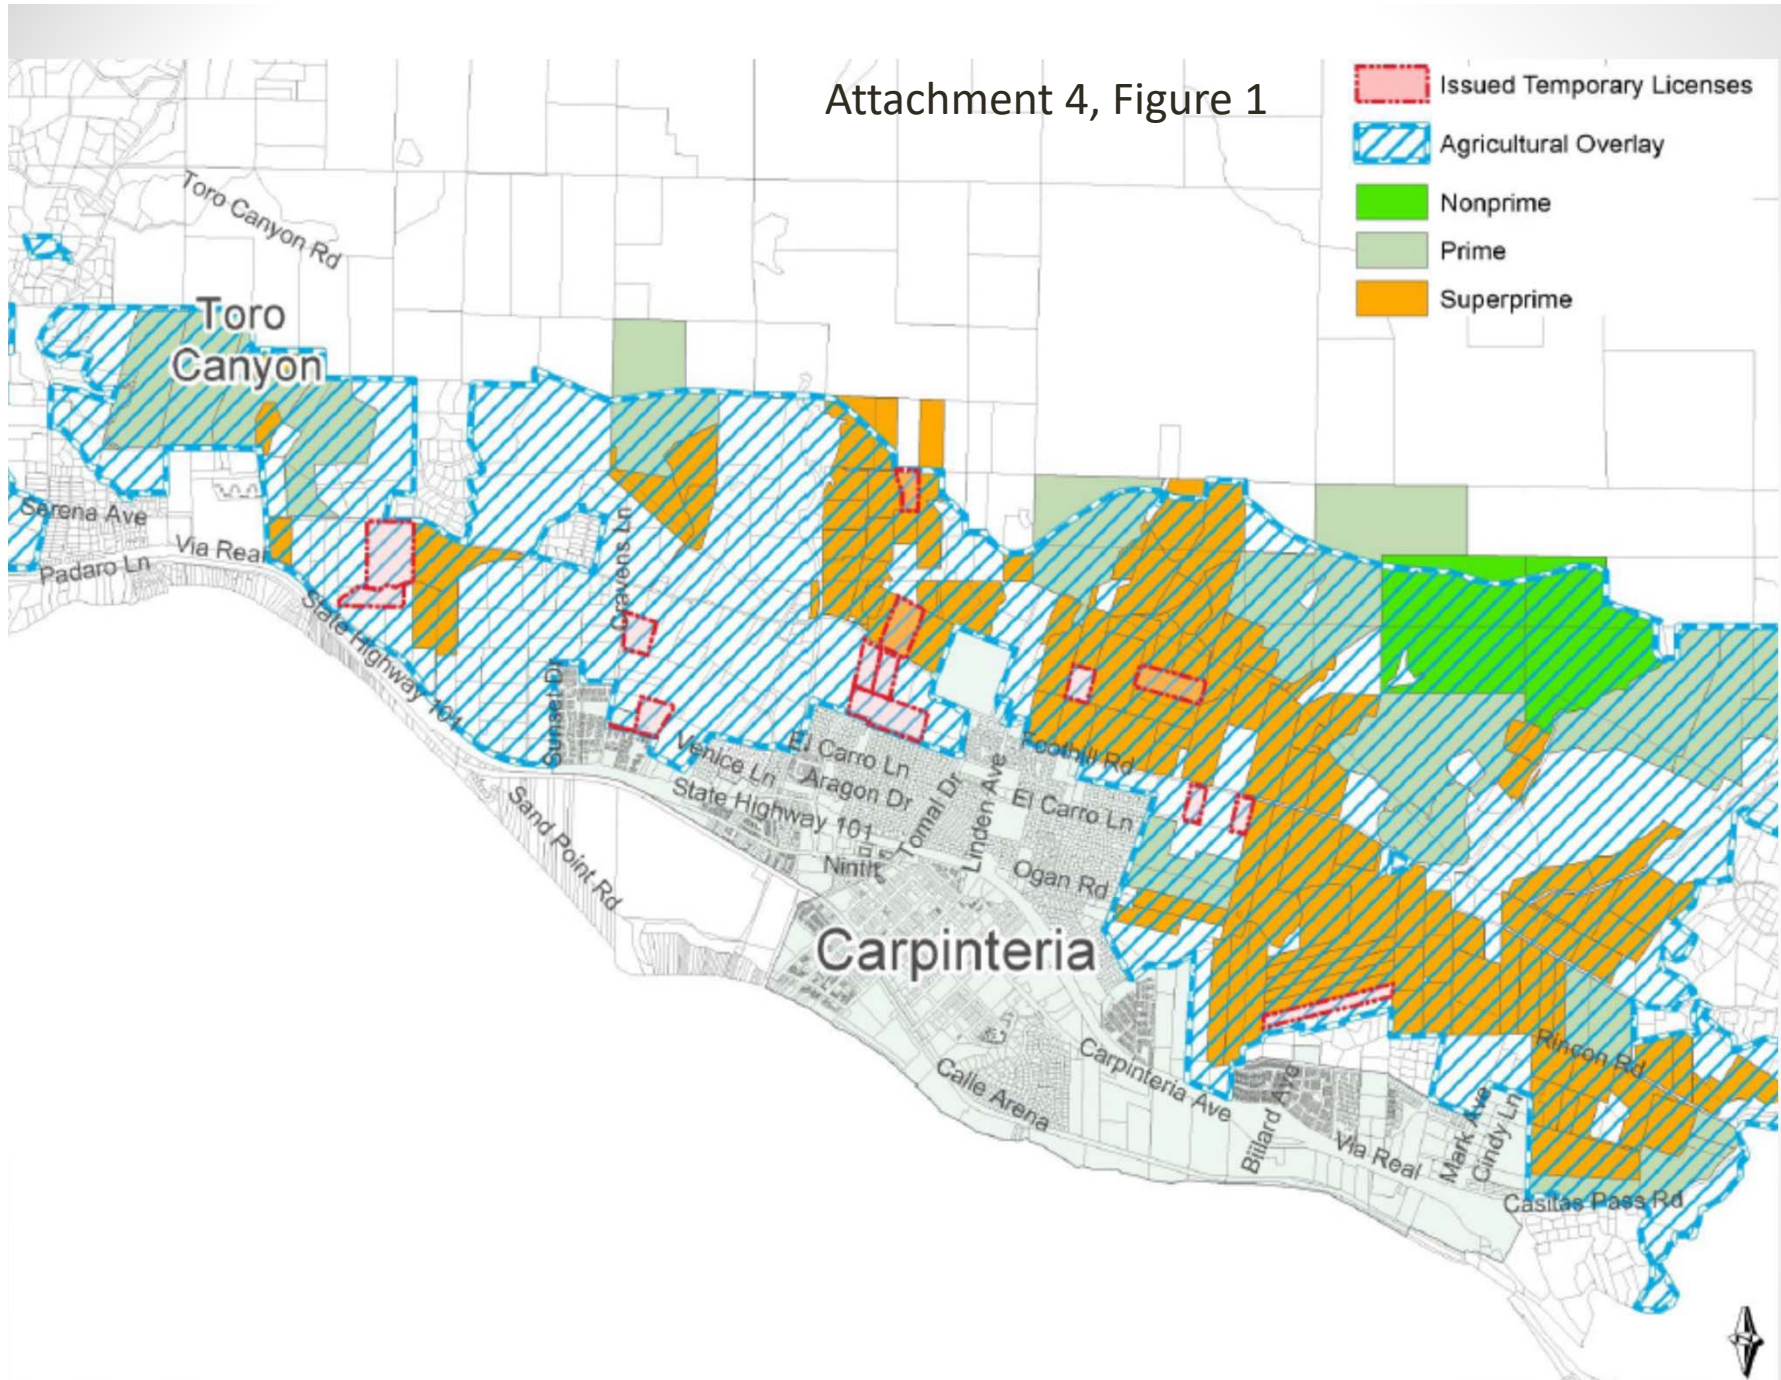 Attachment 4, Figure 1
Issued Temporary Licenses
Agricultural Overlay
Nonprime
Prime
Superprime
Toro Canyon Rd
Toro
Canyon
Serena Ave
Via Real
Padaro Ln
State Highway 101
Cravens Ln
Sunset Dr
Venice Ln
El Carro Ln
Aragon Dr
State Highway 101
Tomal Dr
Linden Ave
Foothill Rd
El Carro Ln
Ninth
Ogan Rd
Sand Point Rd
Carpinteria
Calle Arena
Carpinteria Ave
Billard Ave
Via Real
Mark Ave
Cindy Ln
Rincon Rd
Casitas Pass Rd